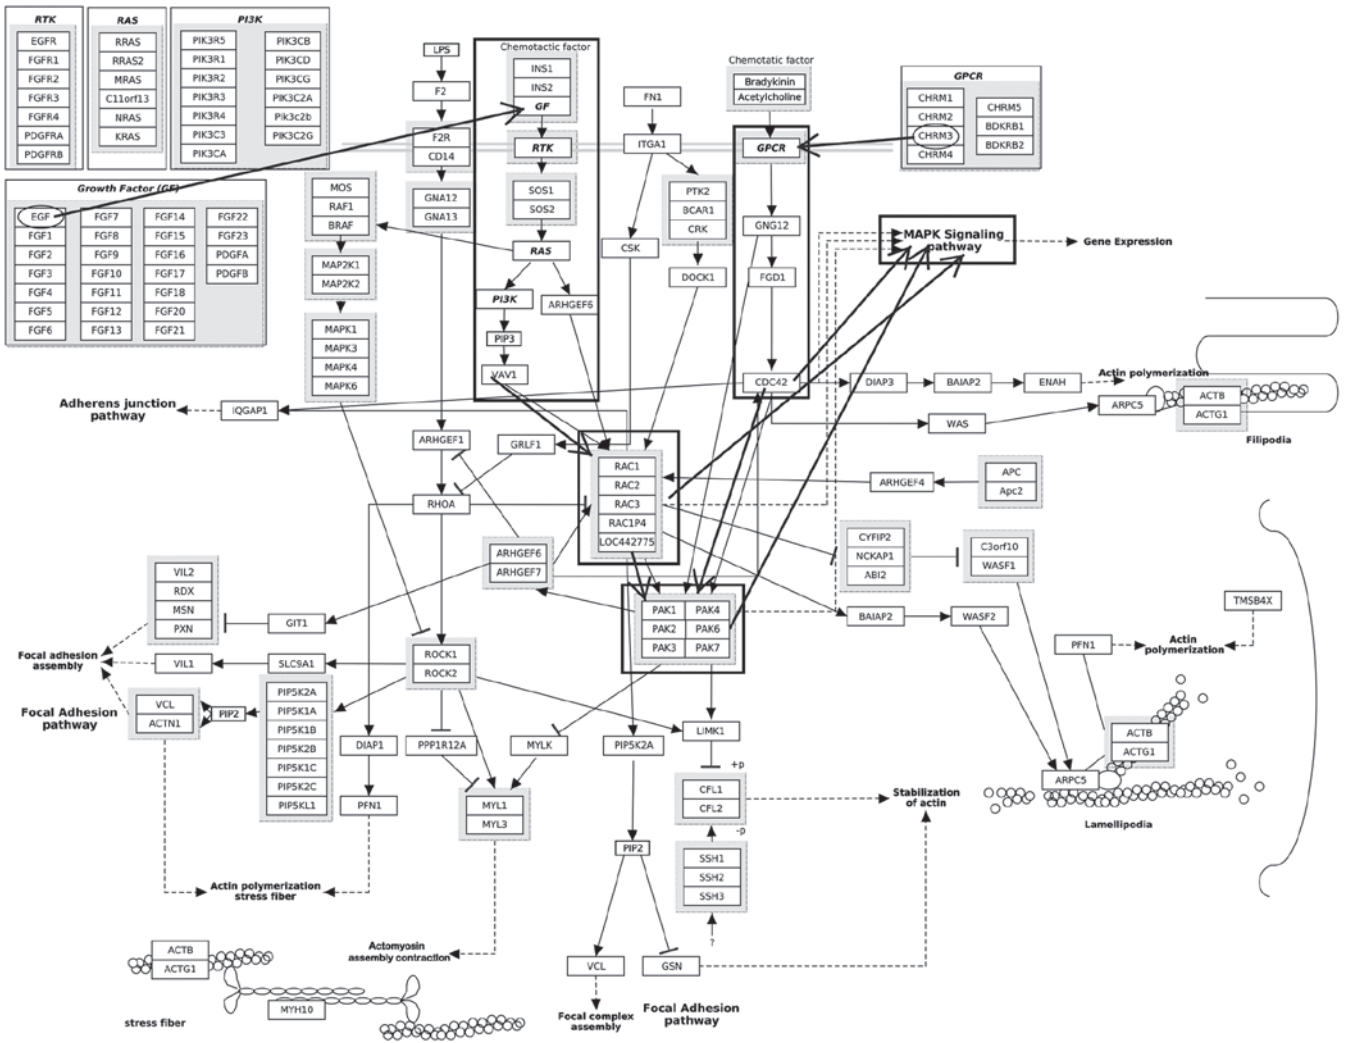 RTK
EGFR
FGFR1
FGFR2
FGFR3
FGFR4
PDGFRA
PDGFRB
RAS
RRAS
RRAS2
MRAS
C11orf13
NRAS
KRAS
PI3K
PIK3R5
PIK3R1
PIK3R2
PIK3R3
PIK3R4
PIK3C3
PIK3CA
PIK3CB
PIK3CD
PIK3CG
PIK3C2A
Pik3c2b
PIK3C2G
Growth Factor (GF)
EGF
FGF1
FGF2
FGF3
FGF4
FGF5
FGF6
FGF7
FGF8
FGF9
FGF10
FGF11
FGF12
FGF13
FGF14
FGF15
FGF16
FGF17
FGF18
FGF20
FGF21
FGF22
FGF23
PDGFA
PDGFB
LPS
F2
F2R
CD14
GNA12
GNA13
MOS
RAF1
BRAF
MAP2K1
MAP2K2
MAPK1
MAPK3
MAPK4
MAPK6
Chemotactic factor
INS1
INS2
GF
RTK
SOS1
SOS2
RAS
PI3K
ARHGEF6
PIP3
VAV1
FN1
ITGA1
CSK
PTK2
BCAR1
CRK
DOCK1
Chemotatic factor
Bradykinin
Acetylcholine
GPCR
GNG12
FGD1
CDC42
GPCR
CHRM1
CHRM2
CHRM3
CHRM4
CHRM5
BDKRB1
BDKRB2
MAPK Signaling
pathway
Gene Expression
DIAP3
BAIAP2
ENAH
Actin polymerization
ARPC5
ACTB
ACTG1
Filipodia
WAS
Adherens junction
pathway
IQGAP1
ARHGEF1
GRLF1
RHOA
RAC1
RAC2
RAC3
RAC1P4
LOC442775
ARHGEF4
APC
Apc2
ARHGEF6
ARHGEF7
CYFIP2
NCKAP1
ABI2
C3orf10
WASF1
VIL2
RDX
MSN
PXN
GIT1
PAK1
PAK2
PAK3
PAK4
PAK6
PAK7
BAIAP2
WASF2
TMSB4X
PFN1
Actin
polymerization
Focal adhesion
assembly
VIL1
SLC9A1
ROCK1
ROCK2
Focal Adhesion
pathway
VCL
ACTN1
PIP2
PIP5K2A
PIP5K1A
PIP5K1B
PIP5K2B
PIP5K1C
PIP5K2C
PIP5KL1
DIAP1
PPP1R12A
MYLK
PIP5K2A
LIMK1
+p
CFL1
CFL2
-p
SSH1
SSH2
SSH3
?
PFN1
MYL1
MYL3
PIP2
Stabilization
of actin
ACTB
ACTG1
ARPC5
Lamellipodia
Actin polymerization
stress fiber
Actomyosin
assembly contraction
ACTB
ACTG1
MYH10
stress fiber
VCL
GSN
Focal complex
assembly
Focal Adhesion
pathway